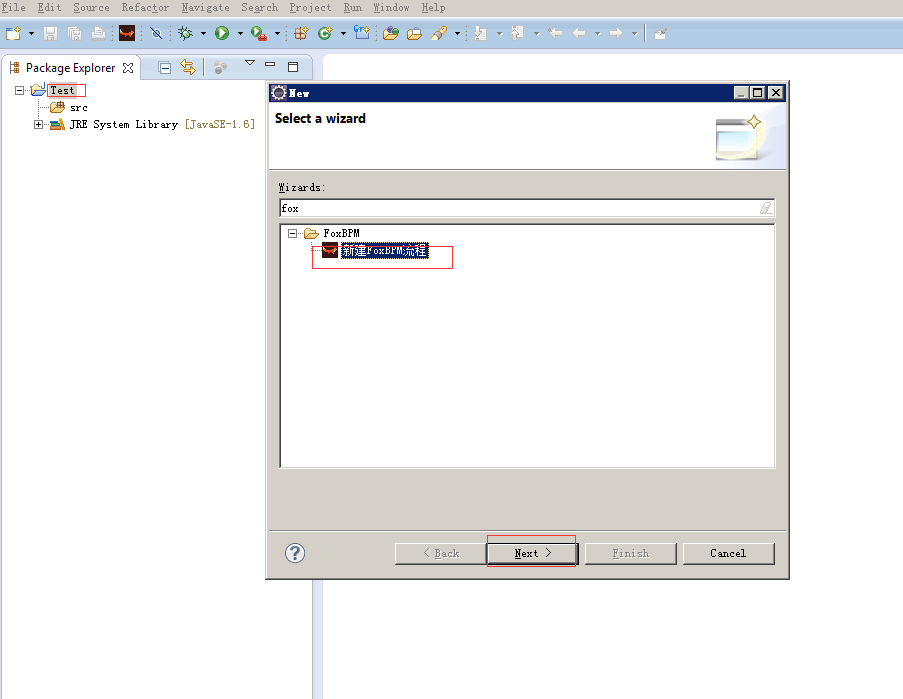 File Edit Source Refactor Navigate Search Project Run Window Help
Package Explorer
Test
src
JRE System Library [JavaSE-1.6]
New
Select a wizard
Wizards:
fox
FoxBPM
新建FoxBPM流程
< Back
Next >
Finish
Cancel